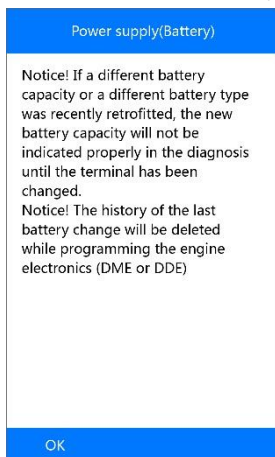 Power supply(Battery)
Notice! If a different battery
capacity or a different battery type
was recently retrofitted, the new
battery capacity will not be
indicated properly in the diagnosis
until the terminal has been
changed.
Notice! The history of the last
battery change will be deleted
while programming the engine
electronics (DME or DDE)
OK